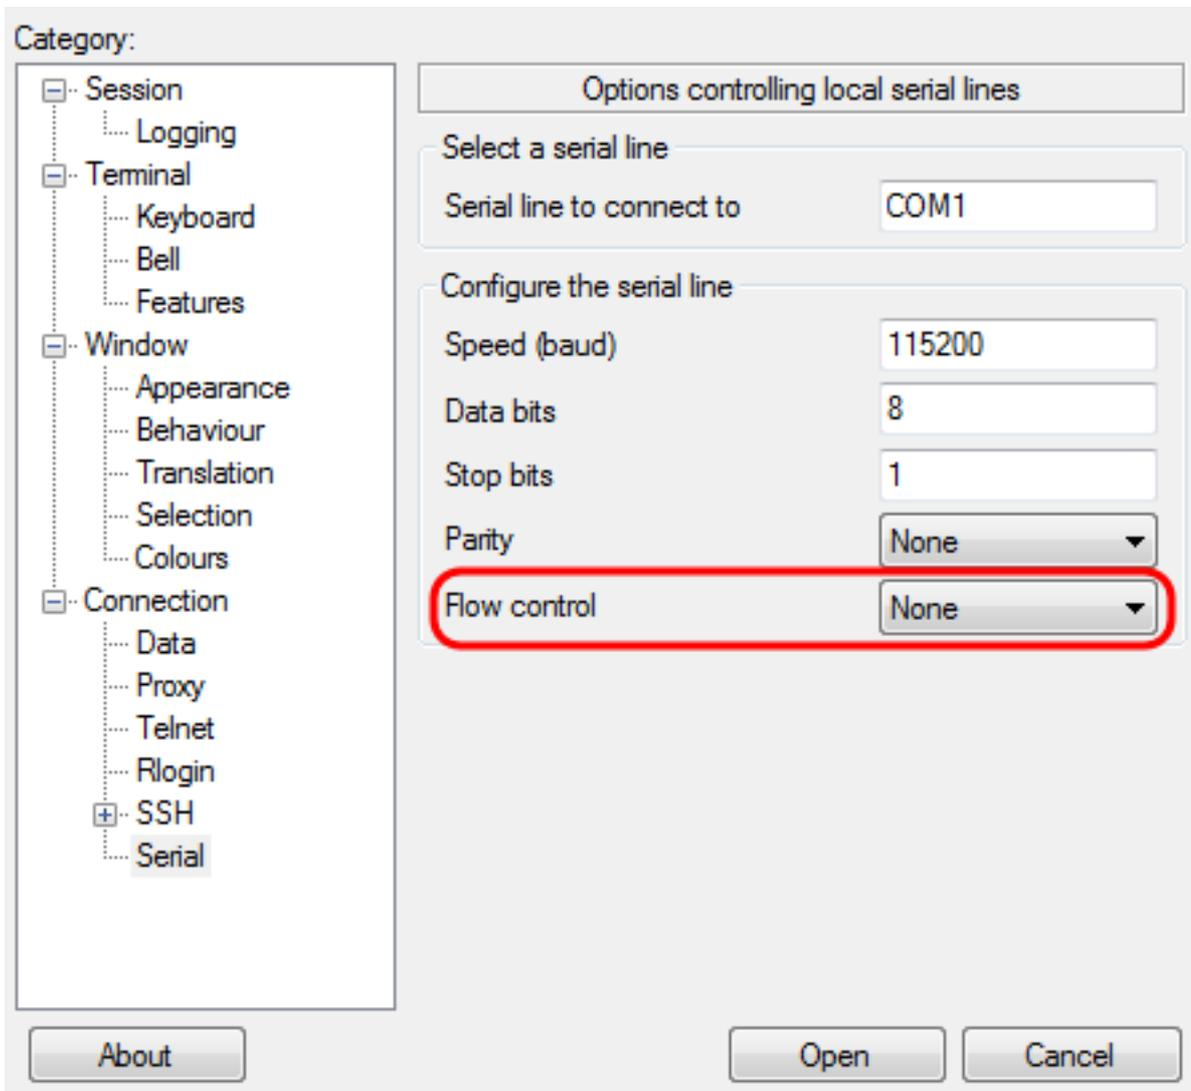 Category:
Session
Logging
Terminal
Keyboard
Bell
Features
Window
Appearance
Behaviour
Translation
Selection
Colours
Connection
Data
Proxy
Telnet
Rlogin
SSH
Serial
Options controlling local serial lines
Select a serial line
Serial line to connect to COM1
Configure the serial line
Speed (baud) 115200
Data bits 8
Stop bits 1
Parity None
Flow control None
About Open Cancel